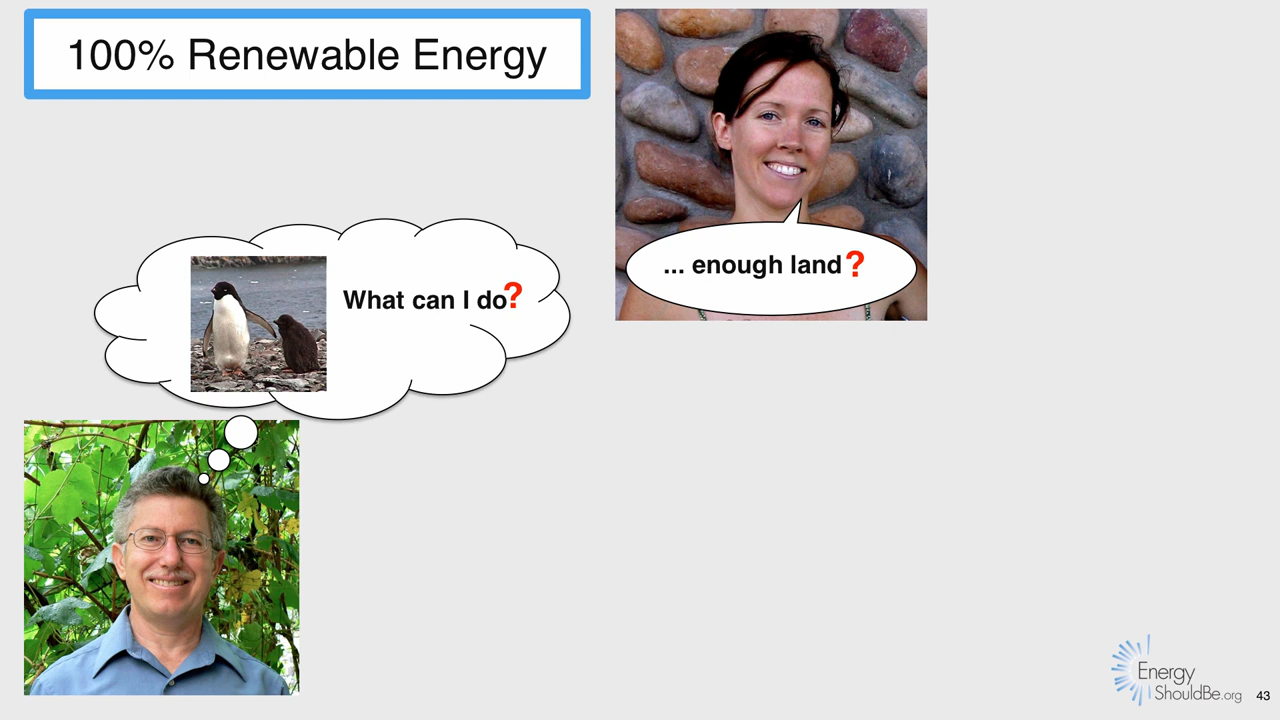 100% Renewable Energy
... enough land?
What can I do?
Energy
ShouldBe.org
43